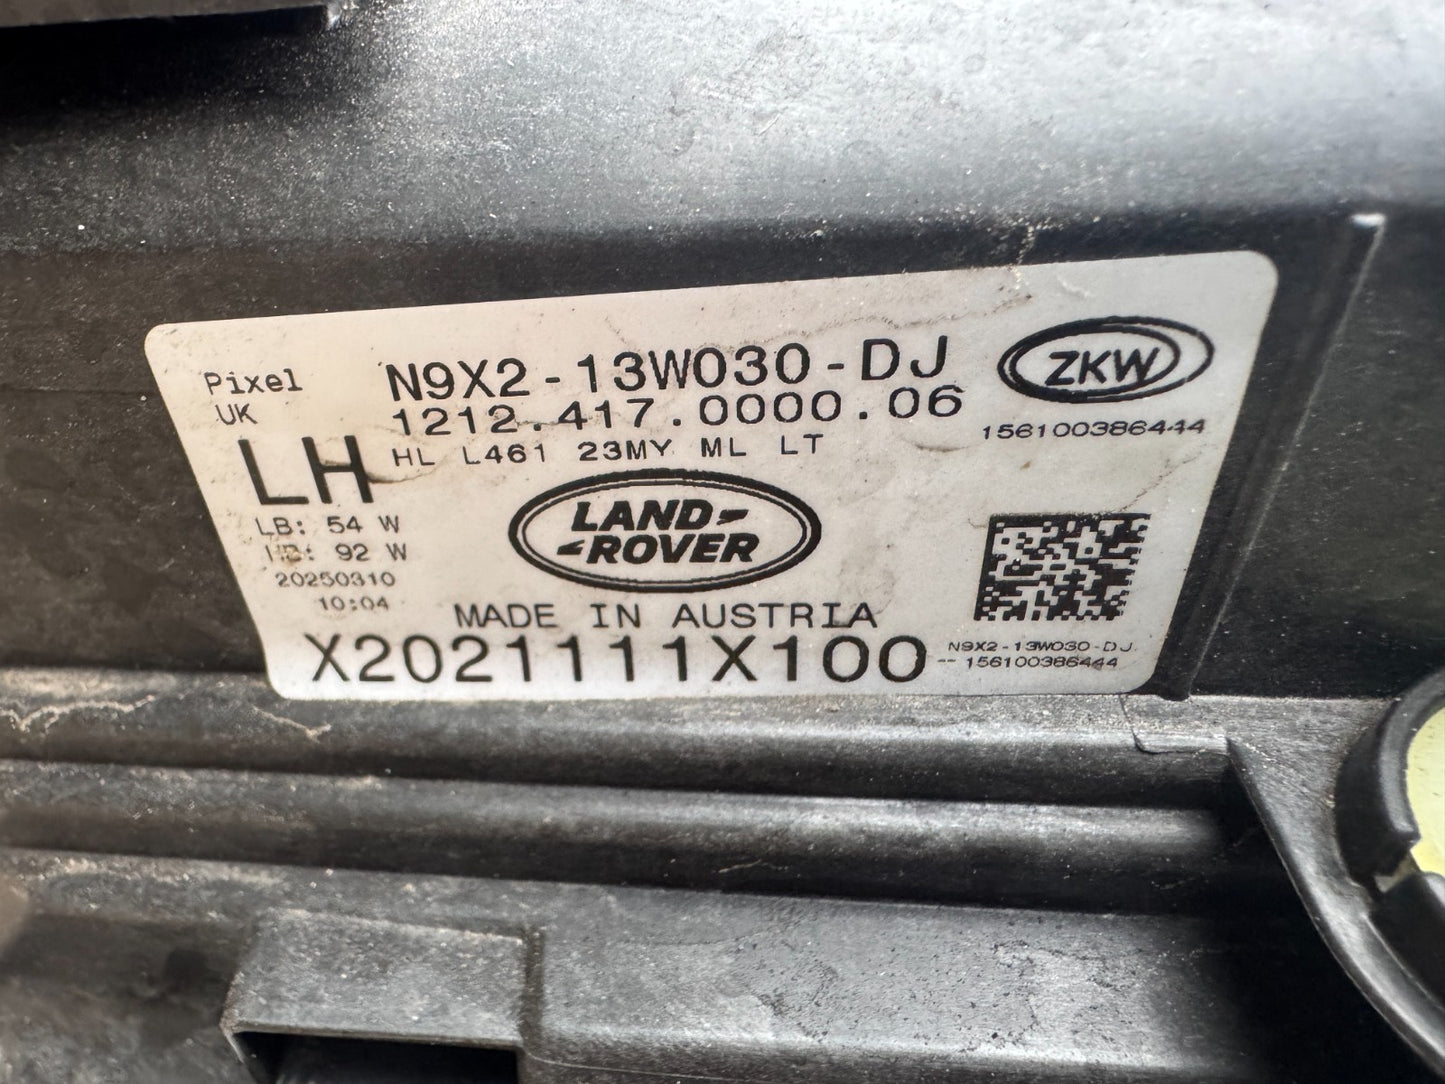 Pixel
UK
LH
LB: 54 W
HB: 92 W
20250310
10:04
N9X2-13W030-DJ
1212.417.0000.06
HL L461 23MY ML LT
LAND-
-ROVER
MADE IN AUSTRIA
X2021111X100
ZKW
156100386444
N9X2-13W030-DJ
--156100386444